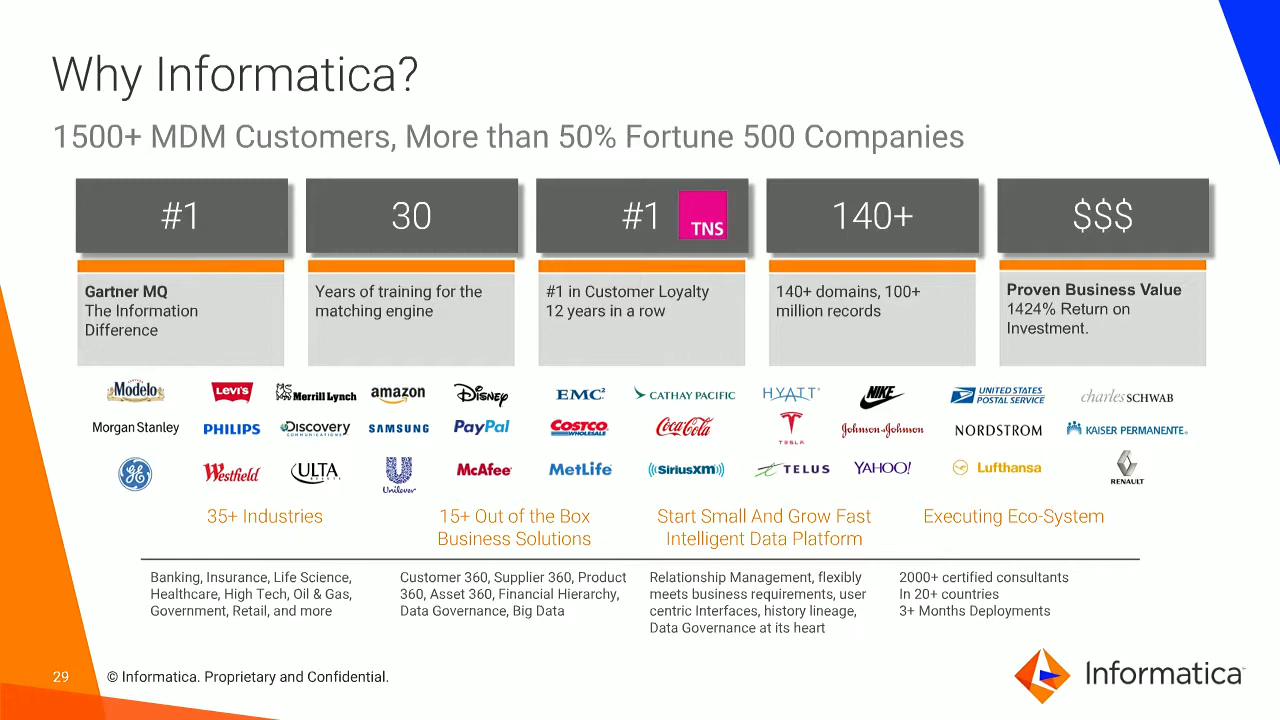 Why Informatica?
1500+ MDM Customers, More than 50% Fortune 500 Companies
#1
30
#1
TNS
140+
$$$
Gartner MQ
The Information
Difference
Years of training for the
matching engine
#1 in Customer Loyalty
12 years in a row
140+ domains, 100+
million records
Proven Business Value
1424% Return on
Investment.
Modelo
LEVI'S
Merrill Lynch
amazon
Disney
EMC²
CATHAY PACIFIC
HYATT
NIKE
UNITED STATES
POSTAL SERVICE
charles SCHWAB
Morgan Stanley
PHILIPS
Discovery
COMMUNICATIONS
SAMSUNG
PayPal
COSTCO
WHOLESALE
Coca-Cola
TESLA
Johnson & Johnson
NORDSTROM
KAISER PERMANENTE
GE
Westfield
ULTA
BEAUTY
Unilever
McAfee
MetLife
SiriusXM
TELUS
YAHOO!
Lufthansa
RENAULT
35+ Industries
15+ Out of the Box
Business Solutions
Start Small And Grow Fast
Intelligent Data Platform
Executing Eco-System
Banking, Insurance, Life Science,
Healthcare, High Tech, Oil & Gas,
Government, Retail, and more
Customer 360, Supplier 360, Product
360, Asset 360, Financial Hierarchy,
Data Governance, Big Data
Relationship Management, flexibly
meets business requirements, user
centric Interfaces, history lineage,
Data Governance at its heart
2000+ certified consultants
In 20+ countries
3+ Months Deployments
29
© Informatica. Proprietary and Confidential.
Informatica